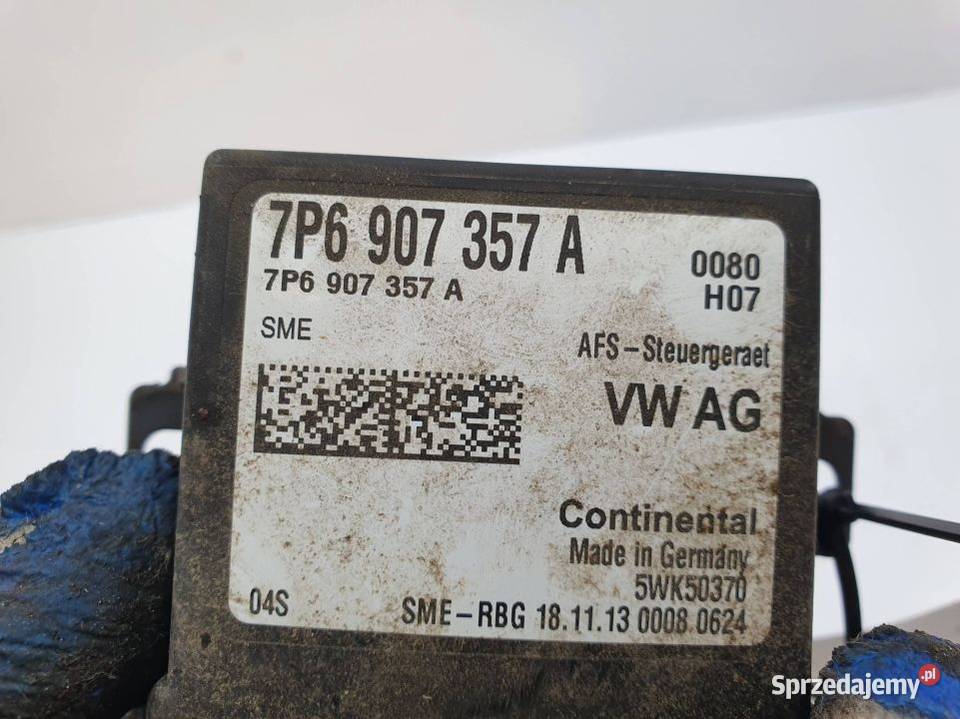 7P6 907 357 A
7P6 907 357 A
0080
H07
SME
AFS-Steuergeraet
VW AG
Continental
Made in Germany
5WK50370
04S
SME-RBG 18.11.13 0008 0624
Sprzedajemy.pl